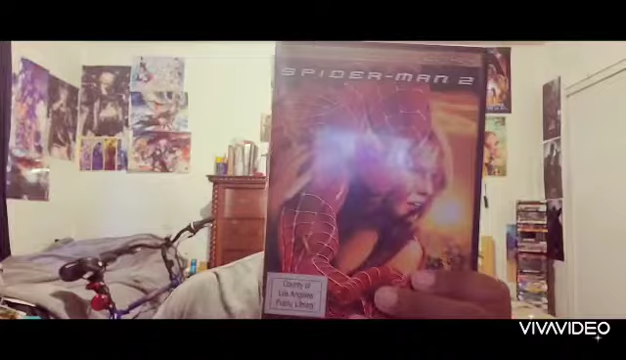 SPIDER-MAN 2
County of
Los Angeles
Public Library
VIVAVIDEO